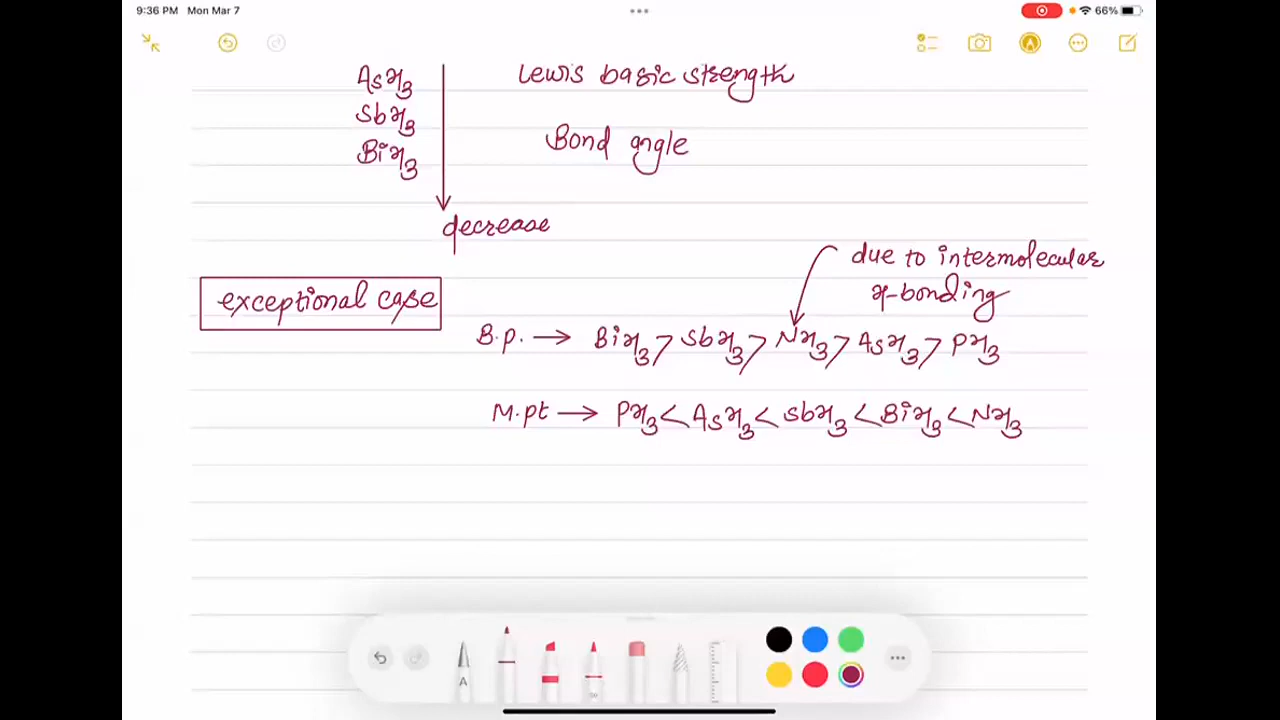 9:36 PM Mon Mar 7
66%
AsH₃
Lewis basic strength
SbH₃
Bond angle
BiH₃
decrease
due to intermolecular
H-bonding
exceptional case
B.p. → BiH₃ > SbH₃ > NH₃ > AsH₃ > PH₃
M.pt → PH₃ < AsH₃ < SbH₃ < BiH₃ < NH₃
A
50